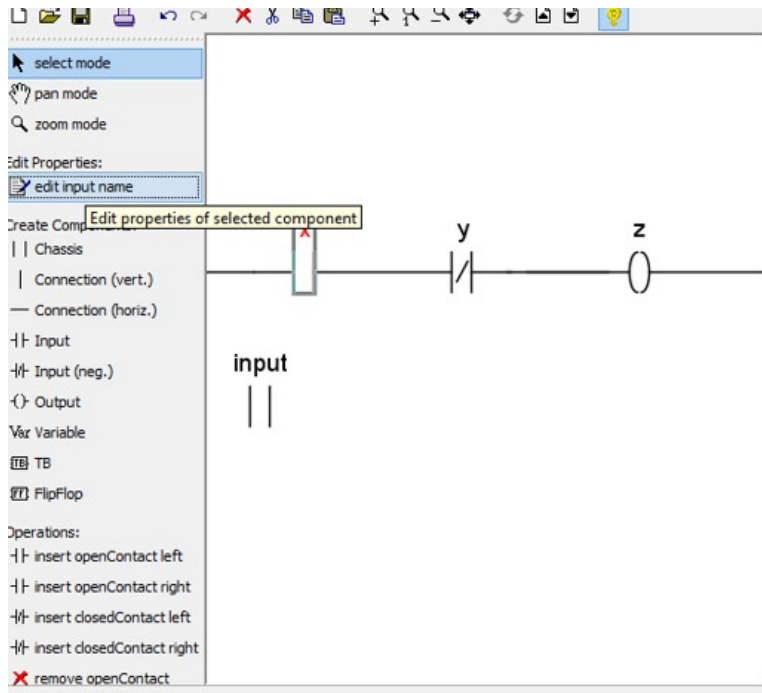 select mode
pan mode
zoom mode
Edit Properties:
edit input name
Edit properties of selected component
Chassis
Connection (vert.)
Connection (horiz.)
Input
Input (neg.)
Output
Var Variable
TB TB
FF FlipFlop
Operations:
insert openContact left
insert openContact right
insert closedContact left
insert closedContact right
remove openContact
x
y
z
input